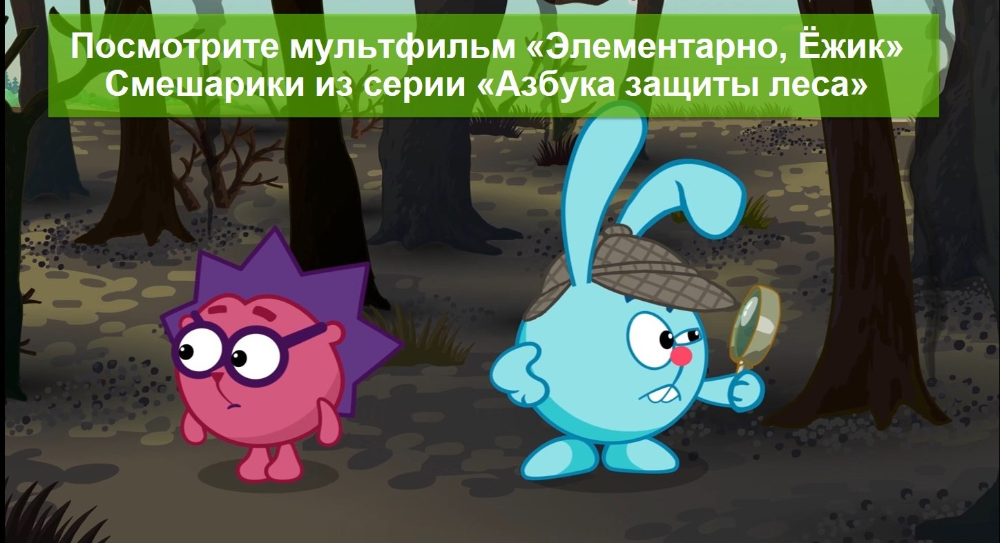 Посмотрите мультфильм «Элементарно, Ёжик»
Смешарики из серии «Азбука защиты леса»